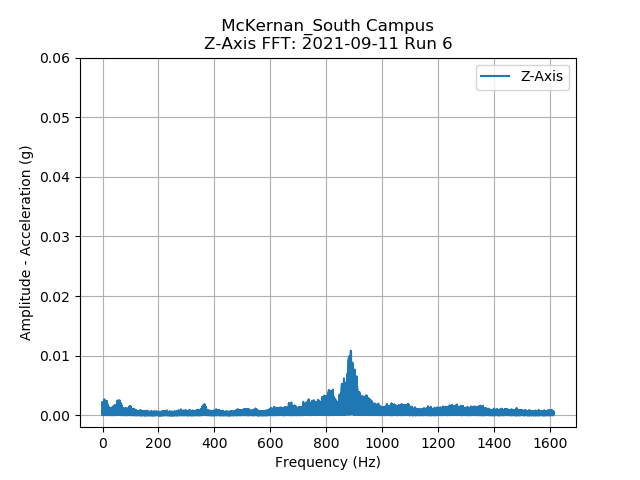 McKernan_South Campus
Z-Axis FFT: 2021-09-11 Run 6
Z-Axis
0.06
0.05
0.04
0.03
0.02
0.01
0.00
Amplitude - Acceleration (g)
0 200 400 600 800 1000 1200 1400 1600
Frequency (Hz)